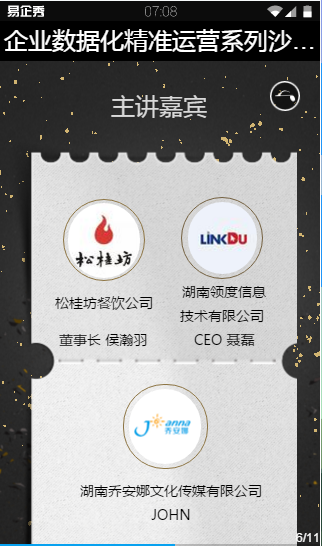 易企秀
07:08
企业数据化精准运营系列沙...
主讲嘉宾
松桂坊
LINKDU
松桂坊餐饮公司
湖南领度信息
技术有限公司
董事长 侯瀚羽
CEO 聂磊
Joanna
乔安娜
湖南乔安娜文化传媒有限公司
JOHN
6/11